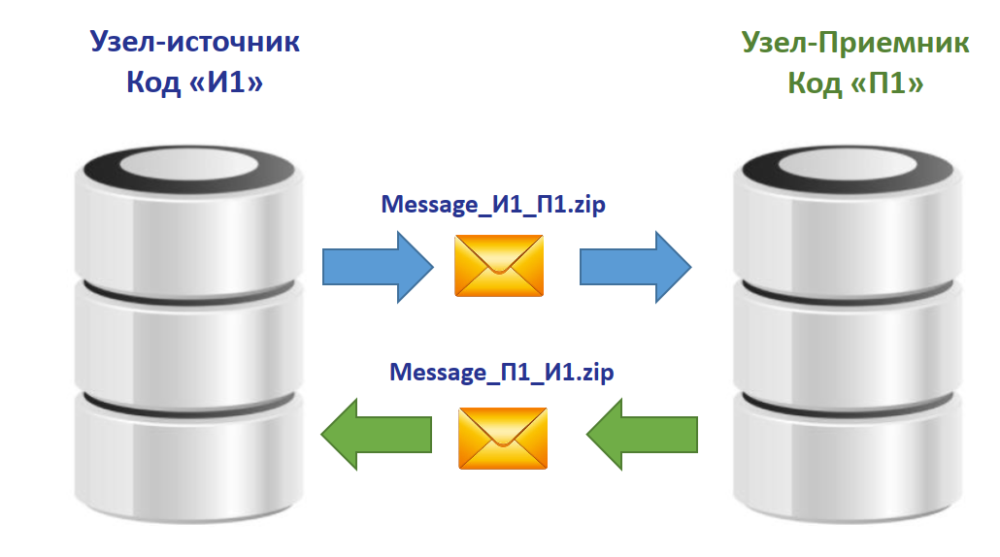 Узел-источник
Код «И1»
Узел-Приемник
Код «П1»
Message_И1_П1.zip
Message_П1_И1.zip